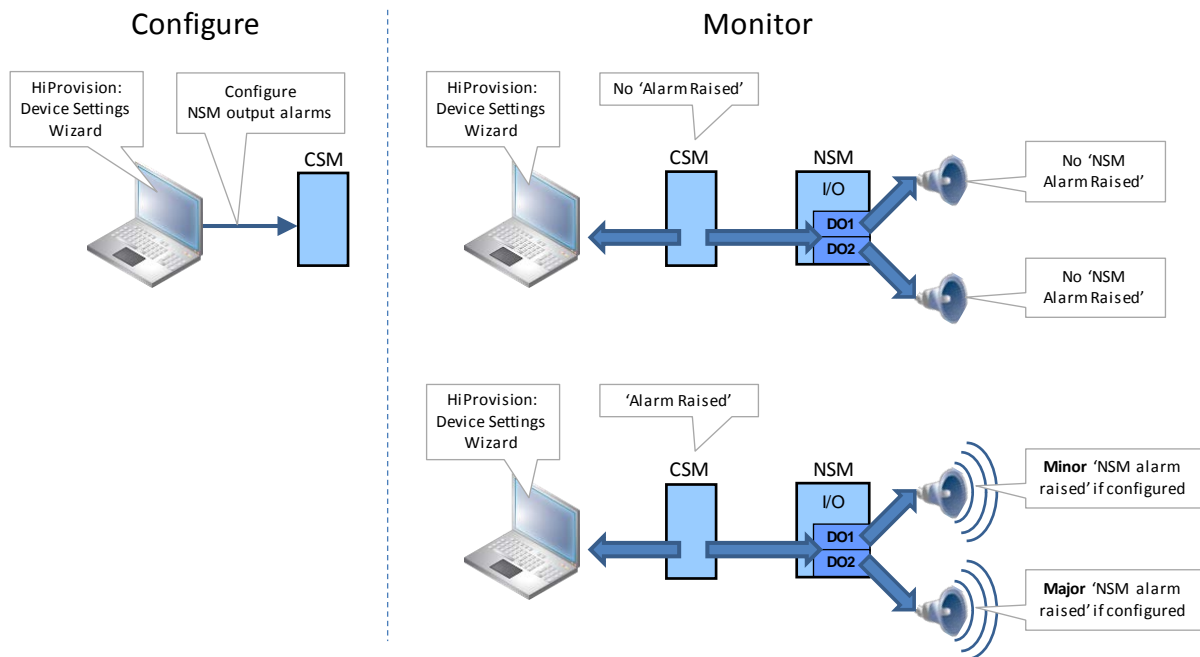 Configure
HiProvision:
Device Settings
Wizard
Configure
NSM output alarms
CSM
Monitor
HiProvision:
Device Settings
Wizard
No ‘Alarm Raised’
CSM
NSM
I/O
DO1
DO2
No ‘NSM
Alarm Raised’
No ‘NSM
Alarm Raised’
HiProvision:
Device Settings
Wizard
‘Alarm Raised’
CSM
NSM
I/O
DO1
DO2
Minor ‘NSM alarm
raised’ if configured
Major ‘NSM alarm
raised’ if configured